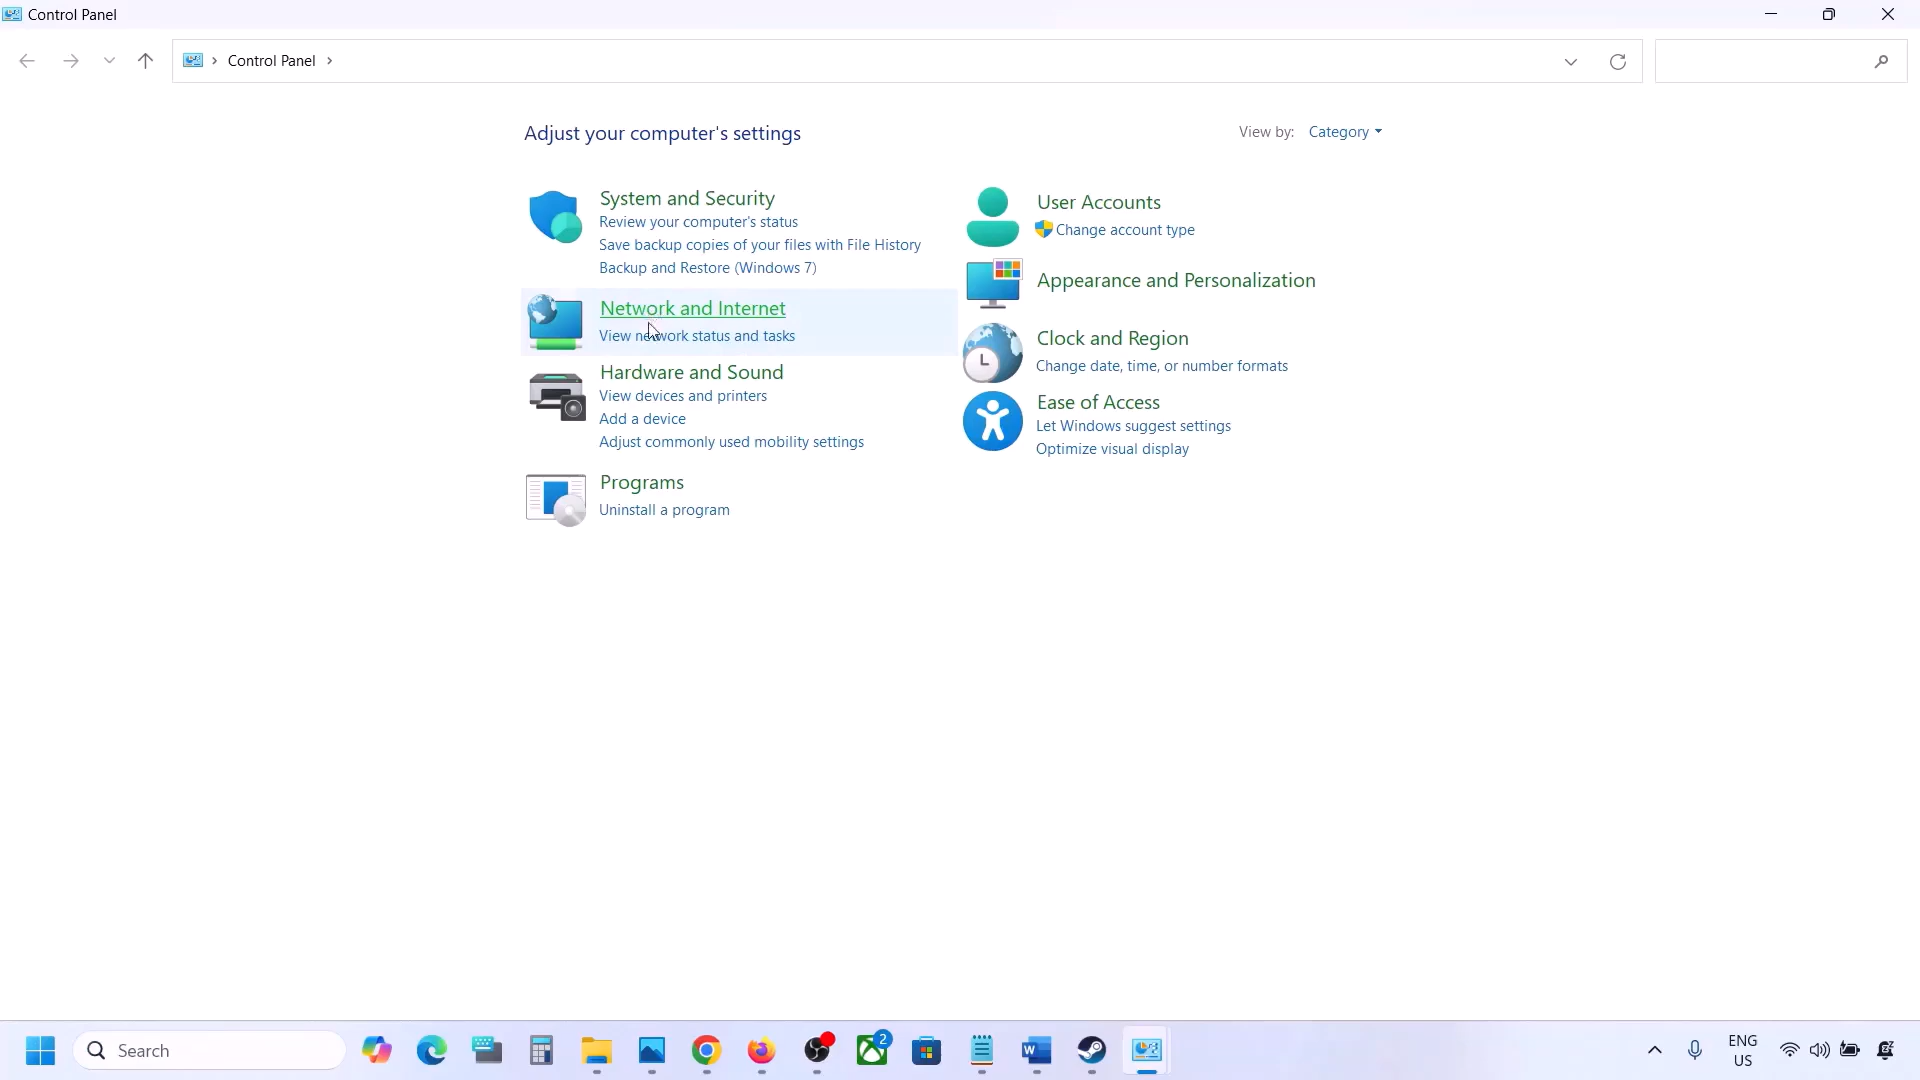 Control Panel
Control Panel
Adjust your computer's settings
View by: Category
System and Security
Review your computer's status
Save backup copies of your files with File History
Backup and Restore (Windows 7)
Network and Internet
View network status and tasks
Hardware and Sound
View devices and printers
Add a device
Adjust commonly used mobility settings
Programs
Uninstall a program
User Accounts
Change account type
Appearance and Personalization
Clock and Region
Change date, time, or number formats
Ease of Access
Let Windows suggest settings
Optimize visual display
Search
2
ENG
US